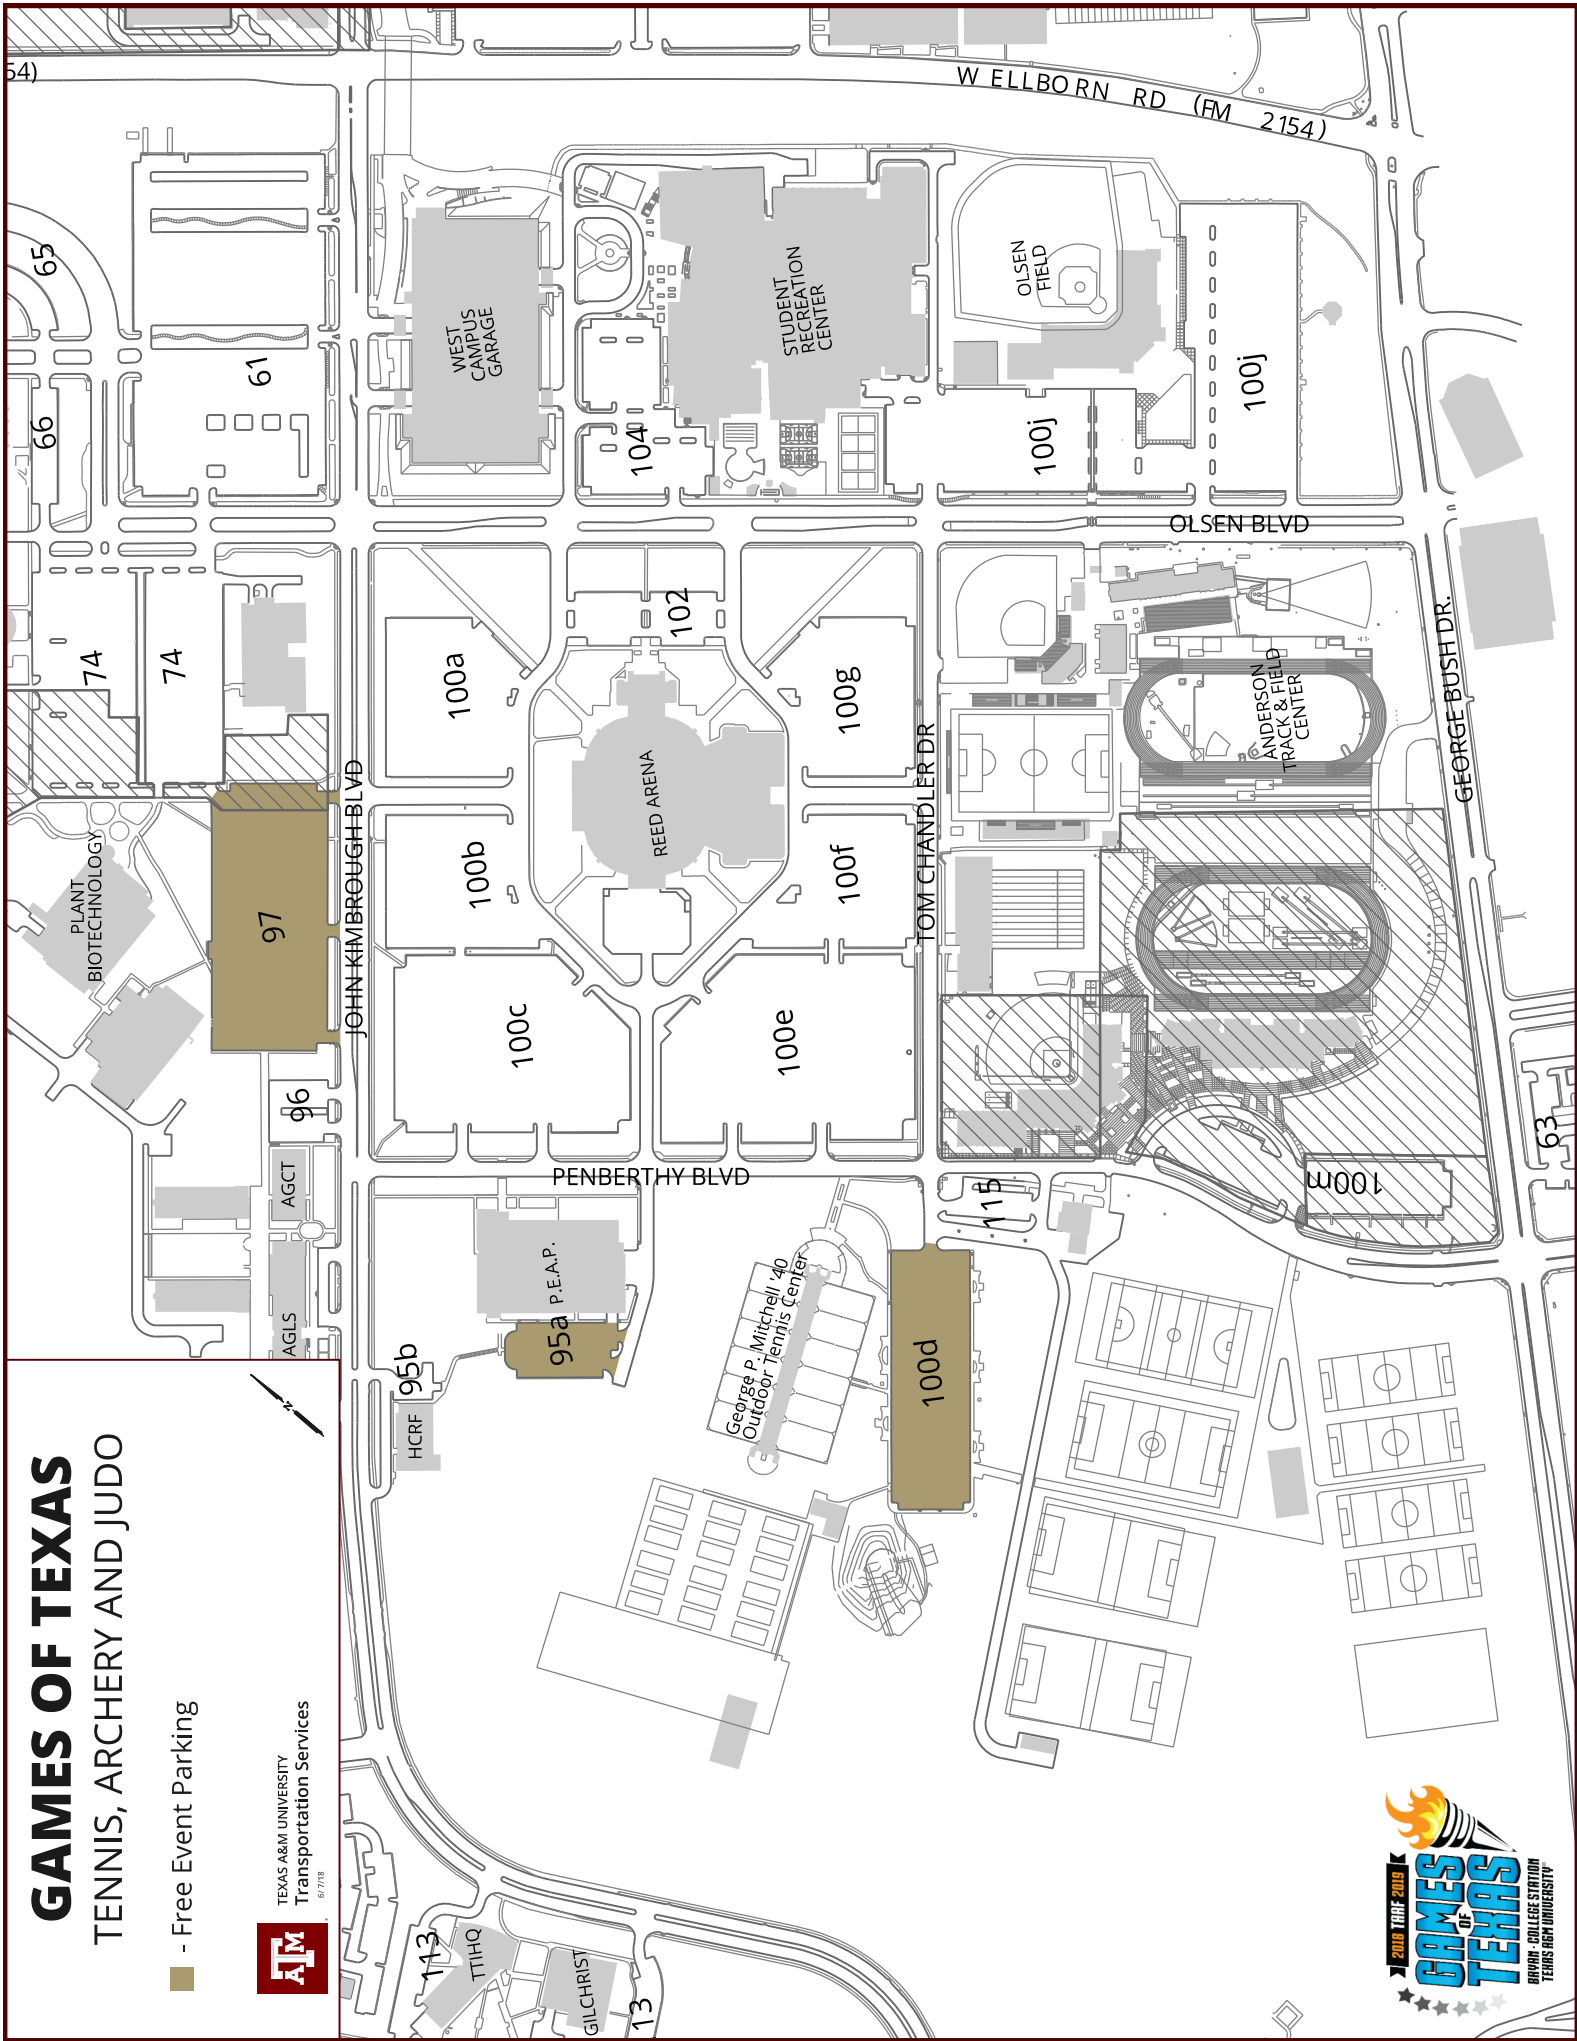 GAMES OF TEXAS
TENNIS, ARCHERY AND JUDO
- Free Event Parking
TEXAS A&M UNIVERSITY
Transportation Services
6/7/18
ATM
N
54)
WELLBORN RD (FM 2154)
65
66
61
WEST
CAMPUS
GARAGE
104
STUDENT
RECREATION
CENTER
OLSEN
FIELD
100j
100j
OLSEN BLVD
74
74
100a
102
100g
REED ARENA
100b
100f
100c
100e
JOHN KIMBROUGH BLVD
TOM CHANDLER DR
GEORGE BUSH DR.
ANDERSON
TRACK & FIELD
CENTER
PLANT
BIOTECHNOLOGY
97
96
AGCT
AGLS
PENBERTHY BLVD
P.E.A.P.
95a
95b
HCRF
George P. Mitchell '40
Outdoor Tennis Center
100d
115
100m
63
113
TTIHQ
GILCHRIST
13
2018 TAAF 2019
GAMES
OF
TEXAS
BRYAN · COLLEGE STATION
TEXAS A&M UNIVERSITY®